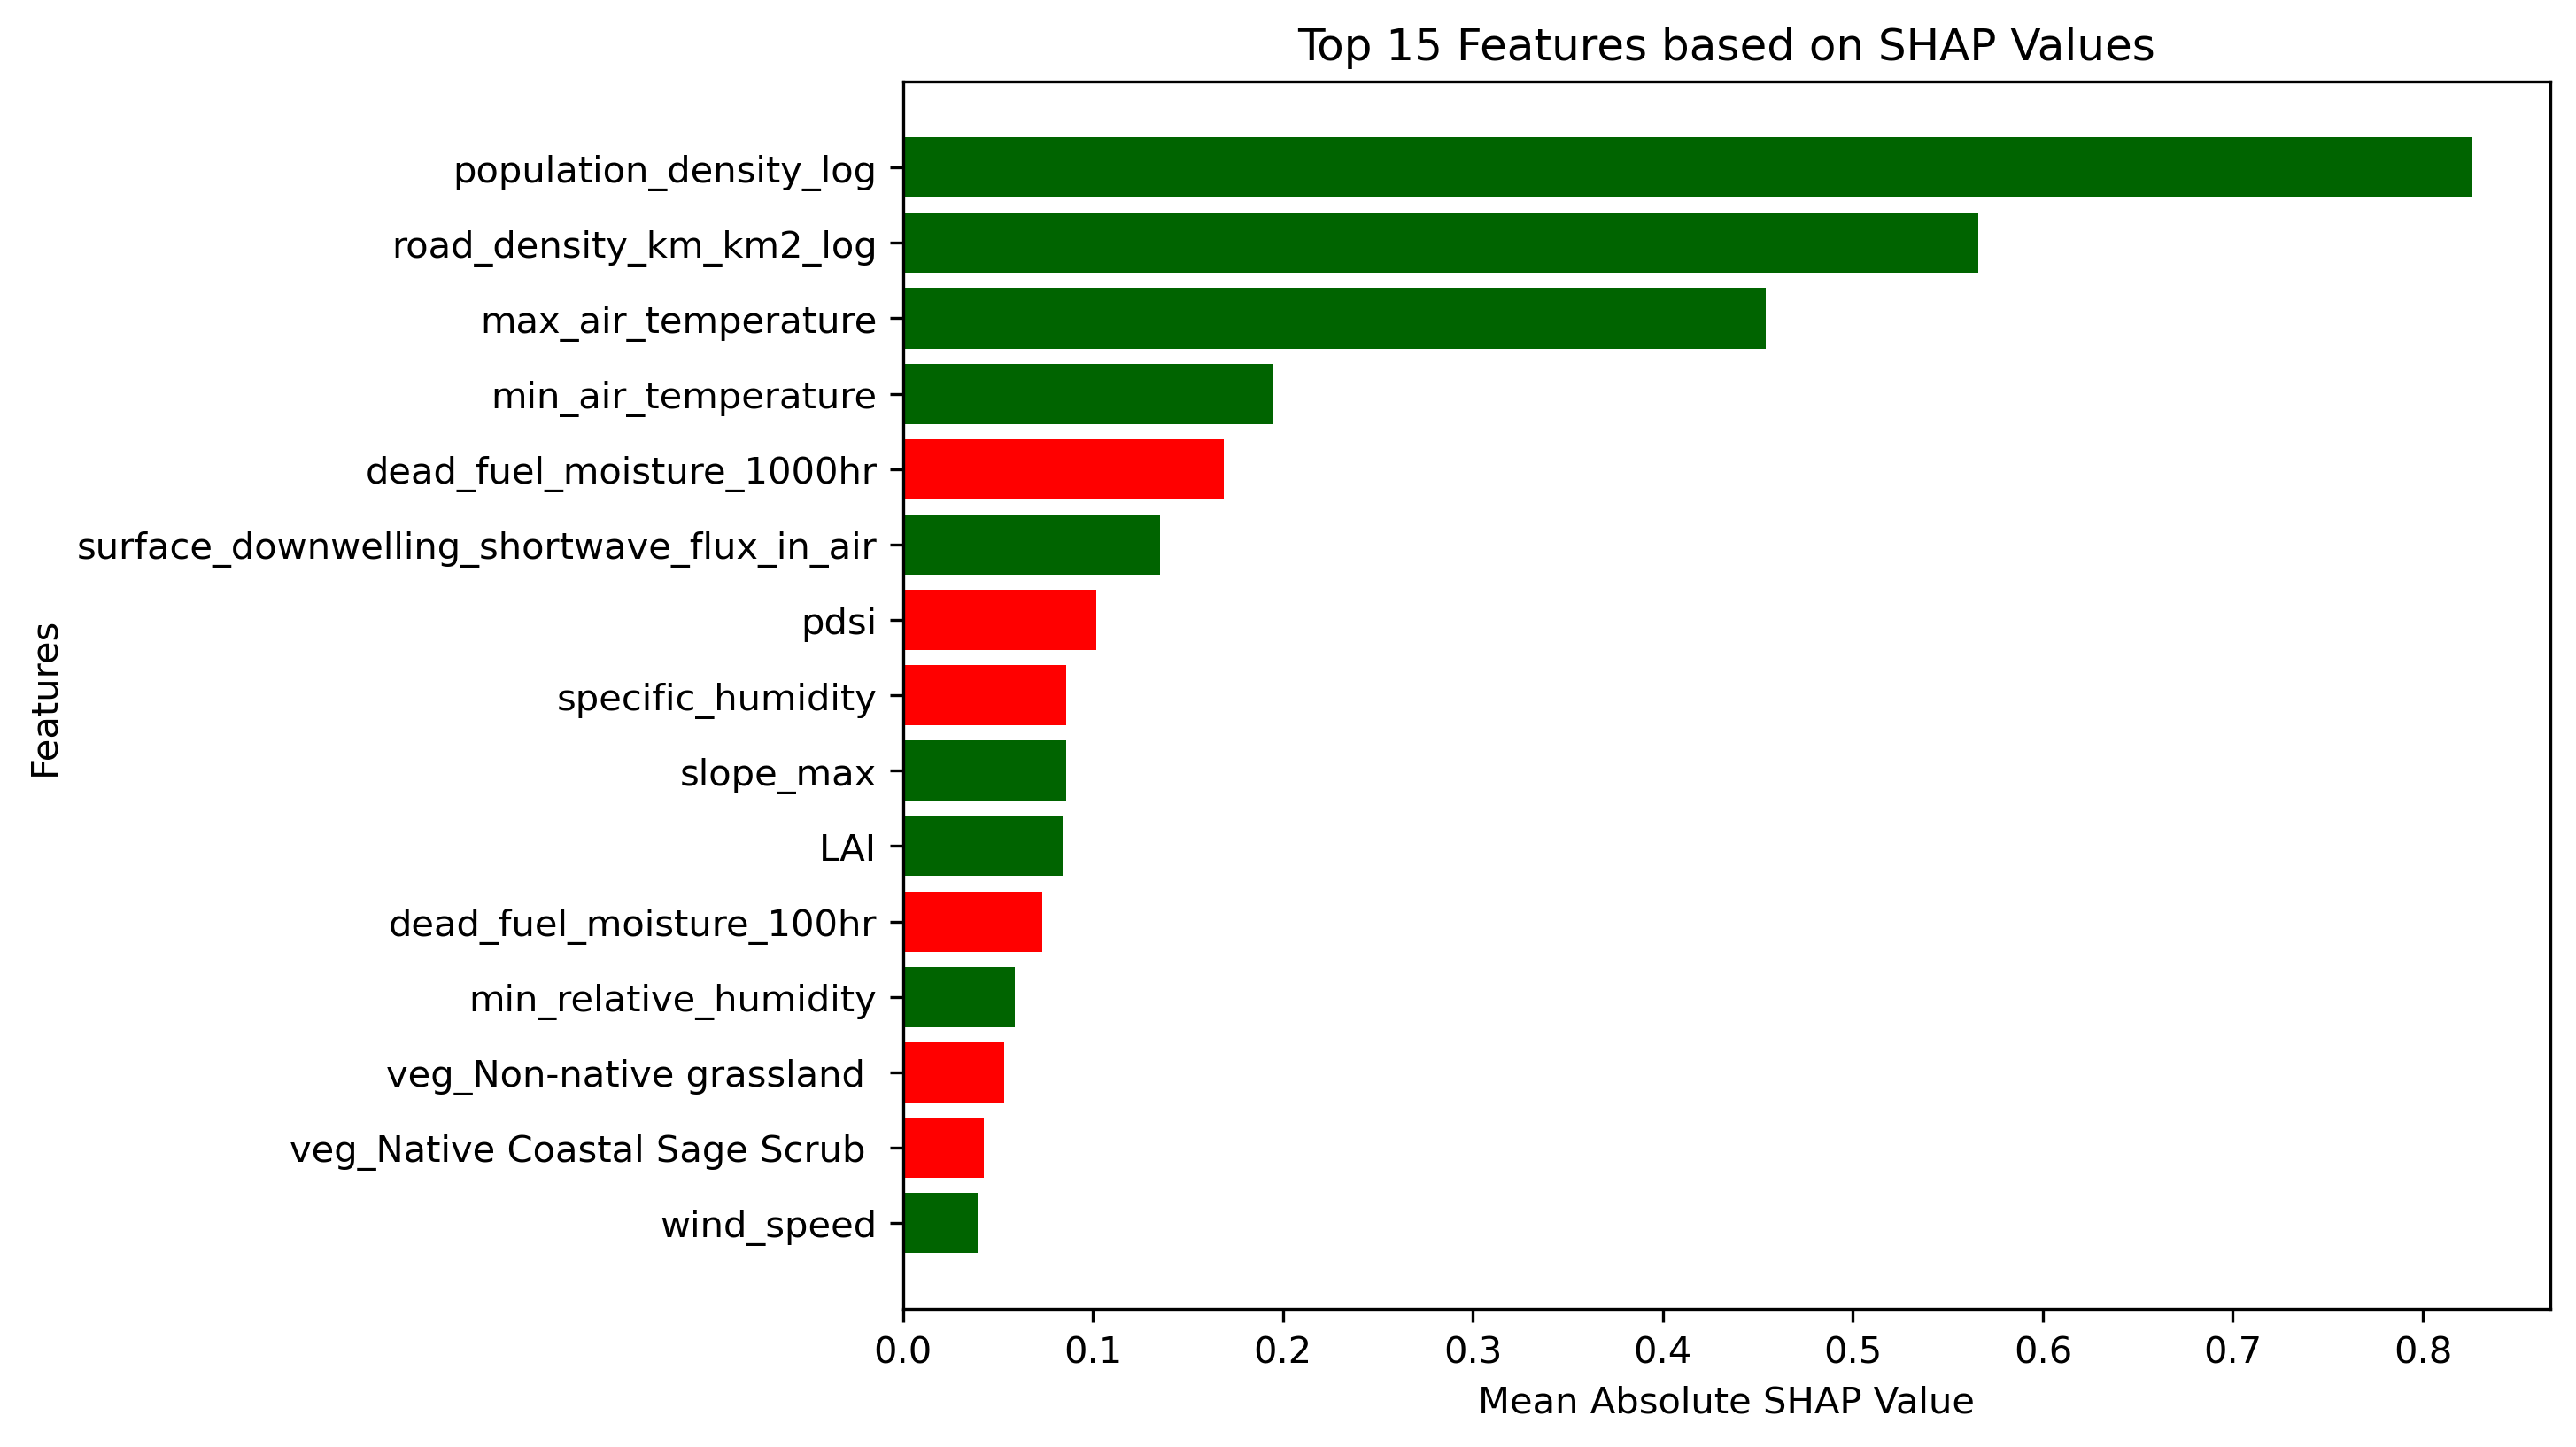 Top 15 Features based on SHAP Values
Features
population_density_log
road_density_km_km2_log
max_air_temperature
min_air_temperature
dead_fuel_moisture_1000hr
surface_downwelling_shortwave_flux_in_air
pdsi
specific_humidity
slope_max
LAI
dead_fuel_moisture_100hr
min_relative_humidity
veg_Non-native grassland
veg_Native Coastal Sage Scrub
wind_speed
0.0 0.1 0.2 0.3 0.4 0.5 0.6 0.7 0.8
Mean Absolute SHAP Value